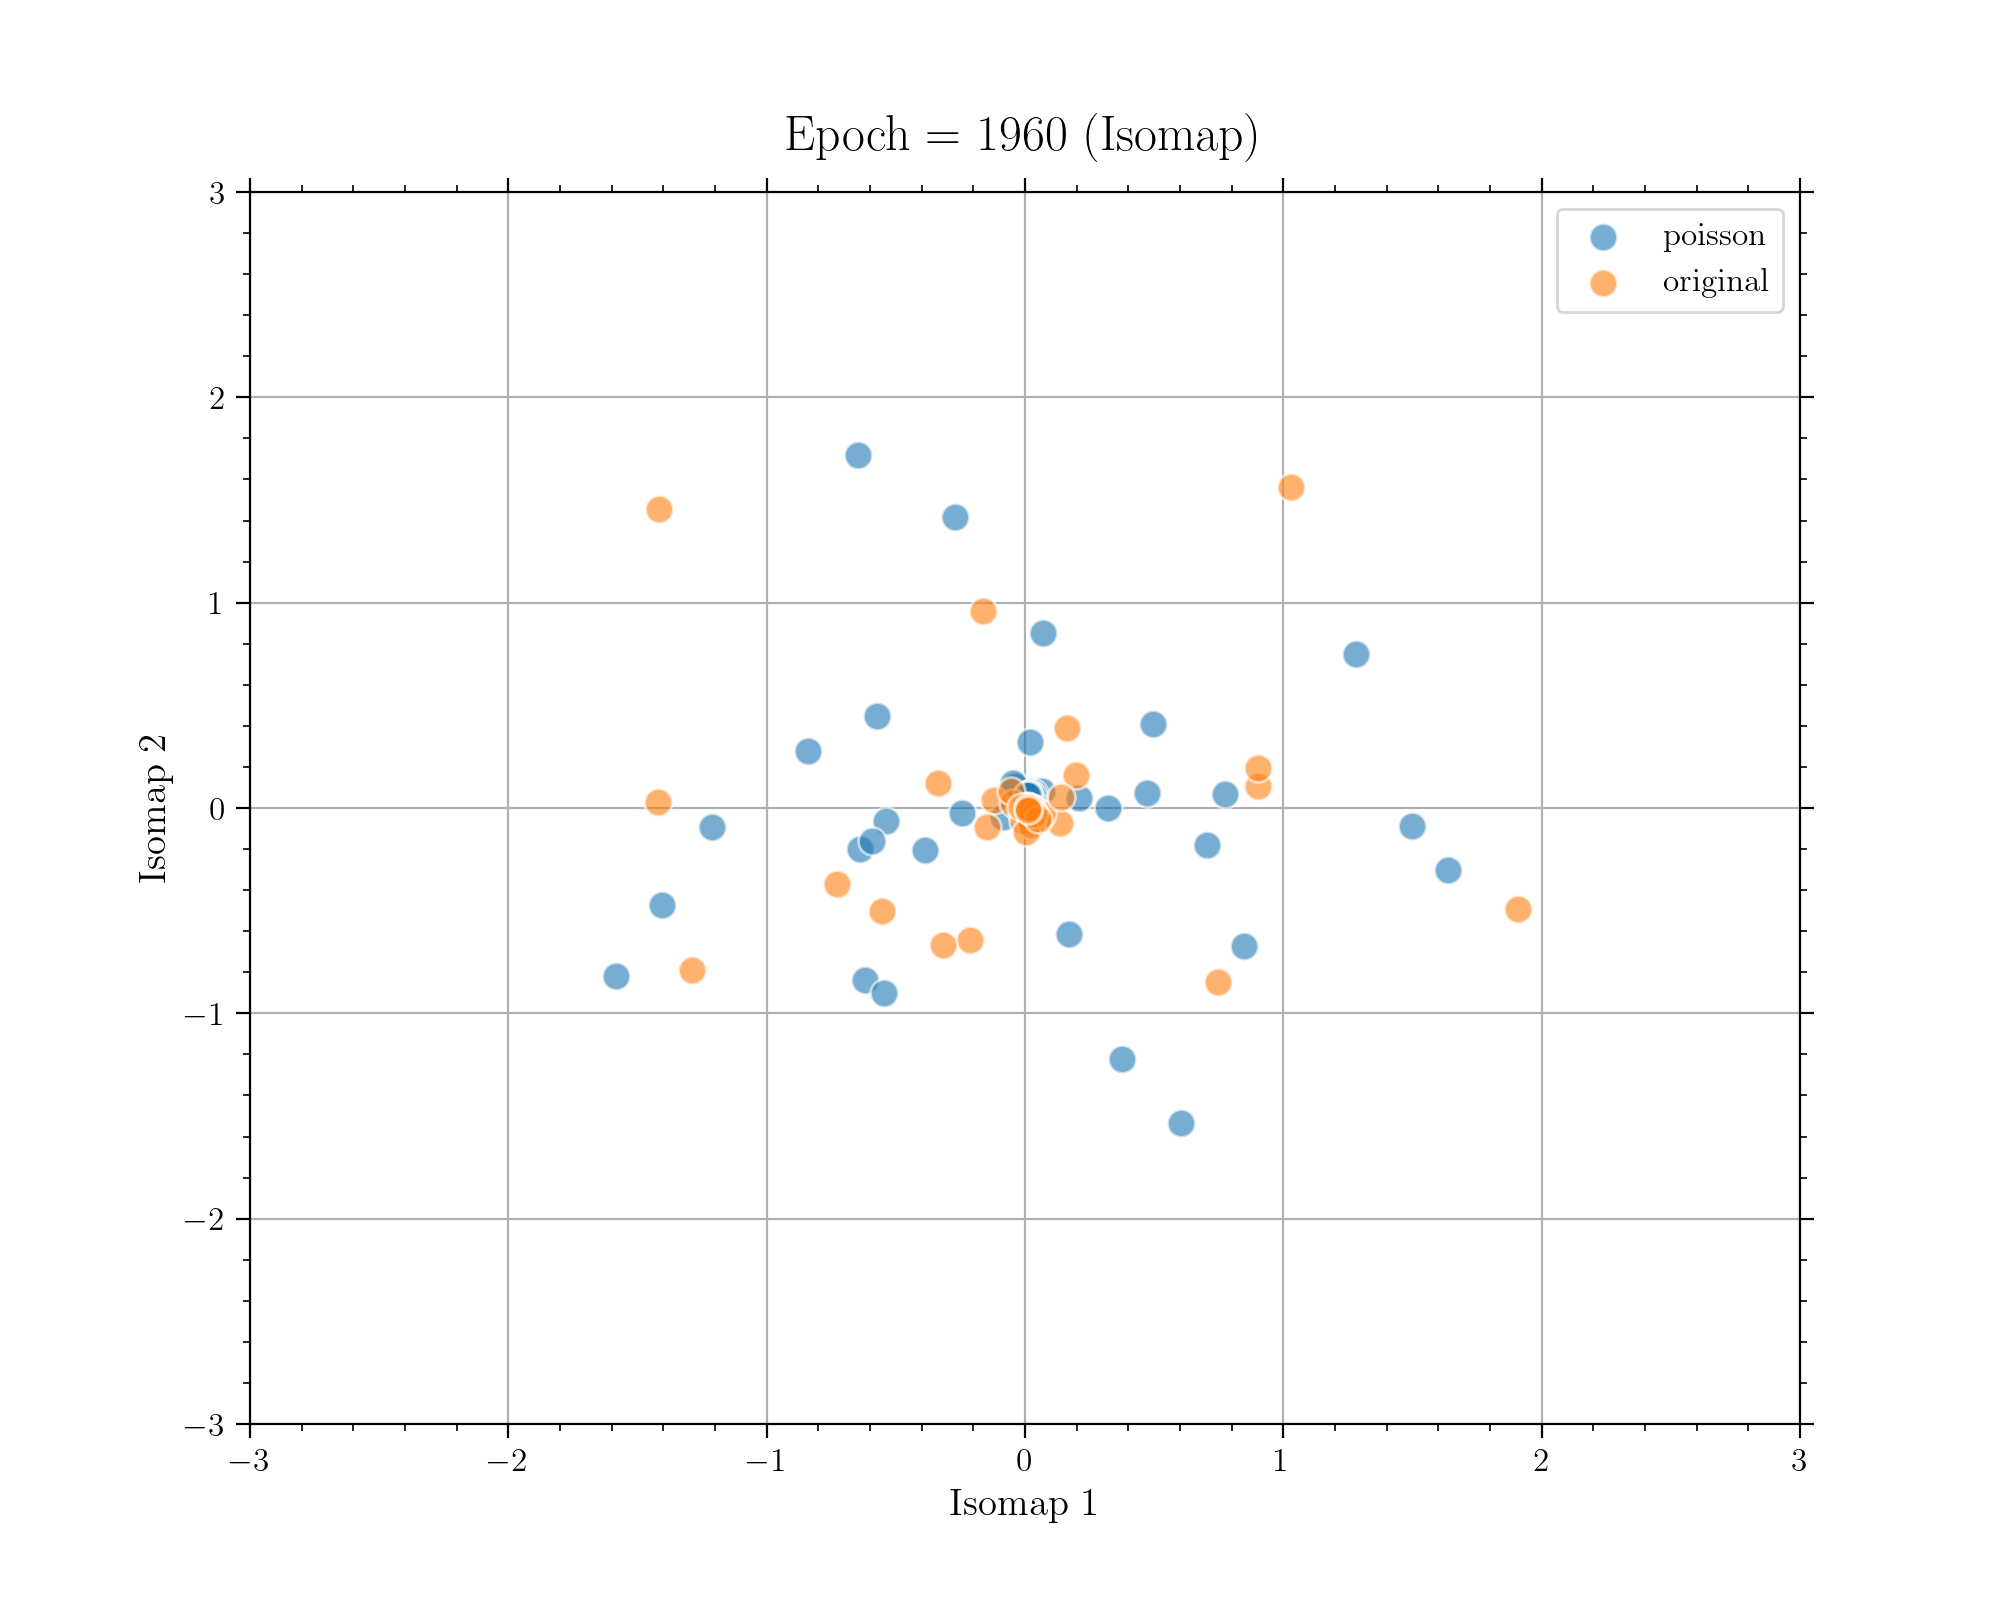 Epoch = 1960 (Isomap)
poisson
original
3
2
1
0
−1
−2
−3
Isomap 2
−3
−2
−1
0
1
2
3
Isomap 1